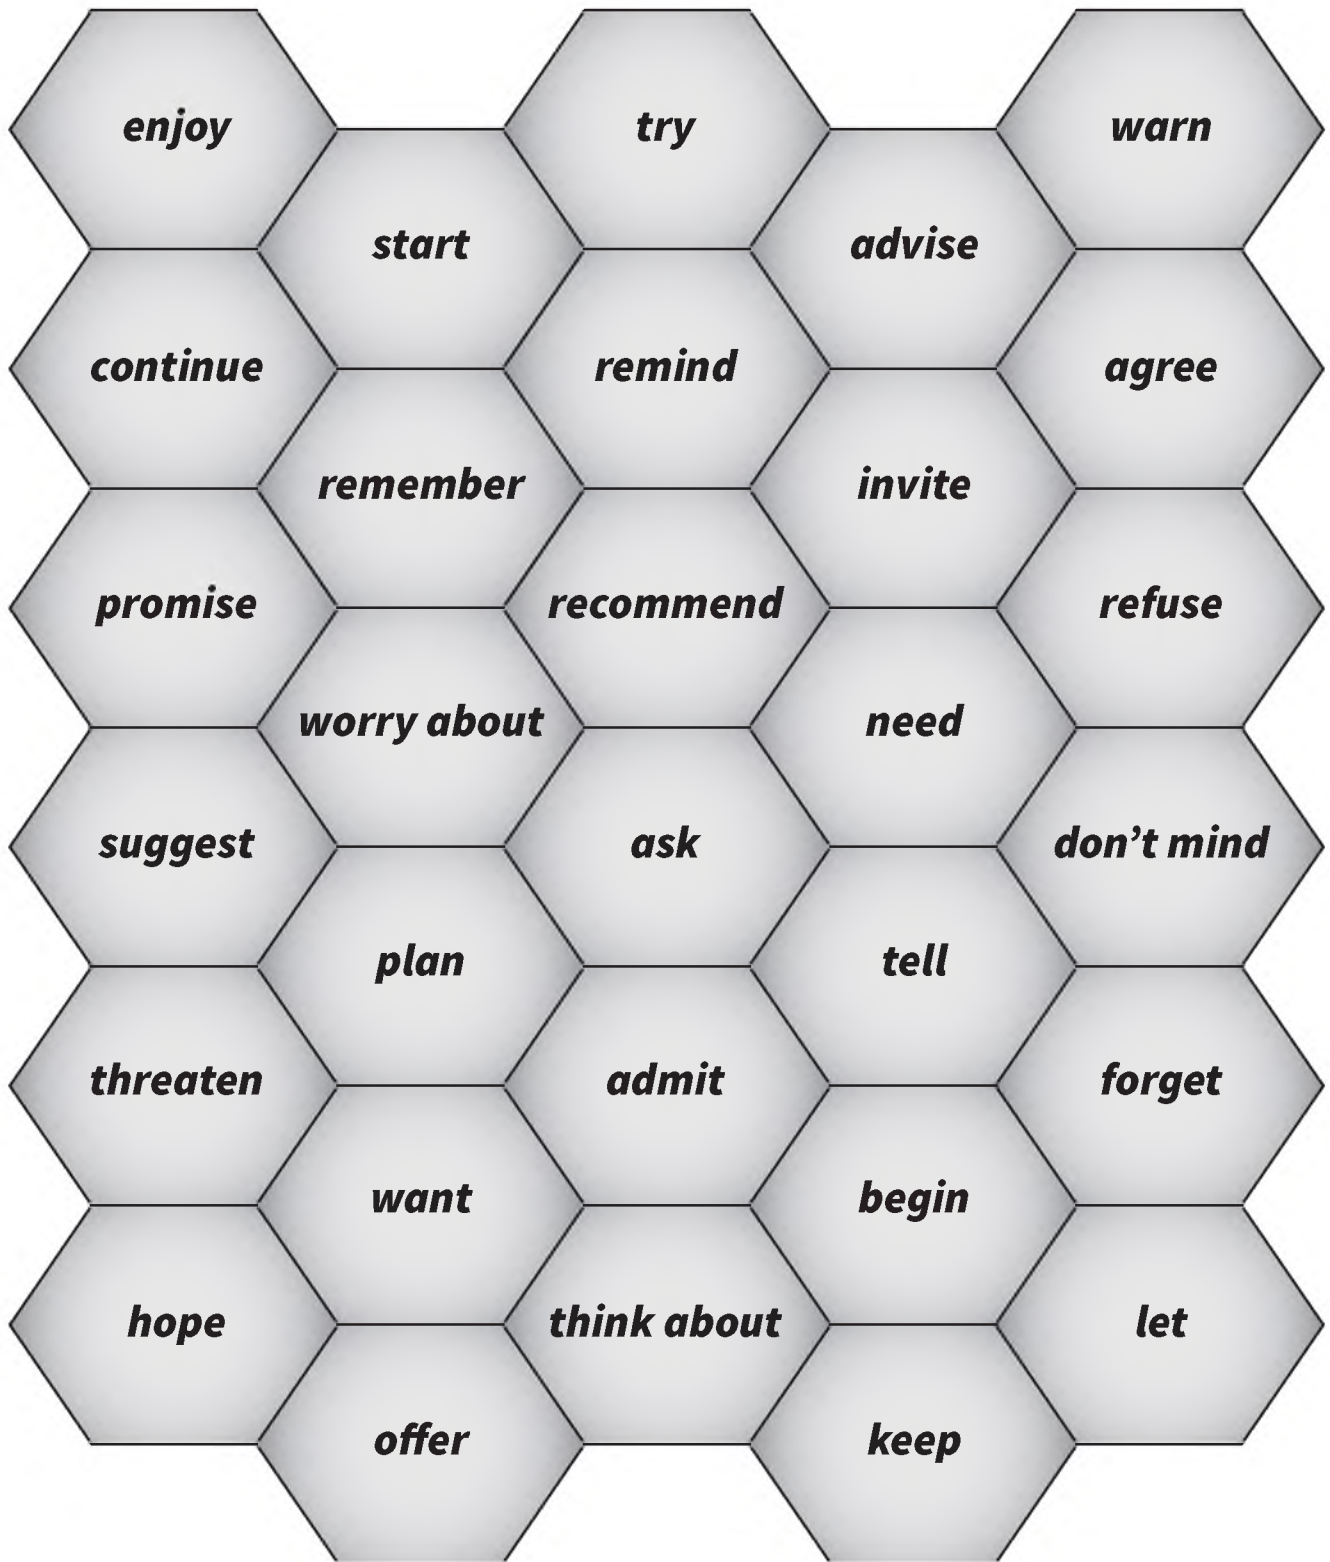 enjoy
try
warn
start
advise
continue
remind
agree
remember
invite
promise
recommend
refuse
worry about
need
suggest
ask
don’t mind
plan
tell
threaten
admit
forget
want
begin
hope
think about
let
offer
keep